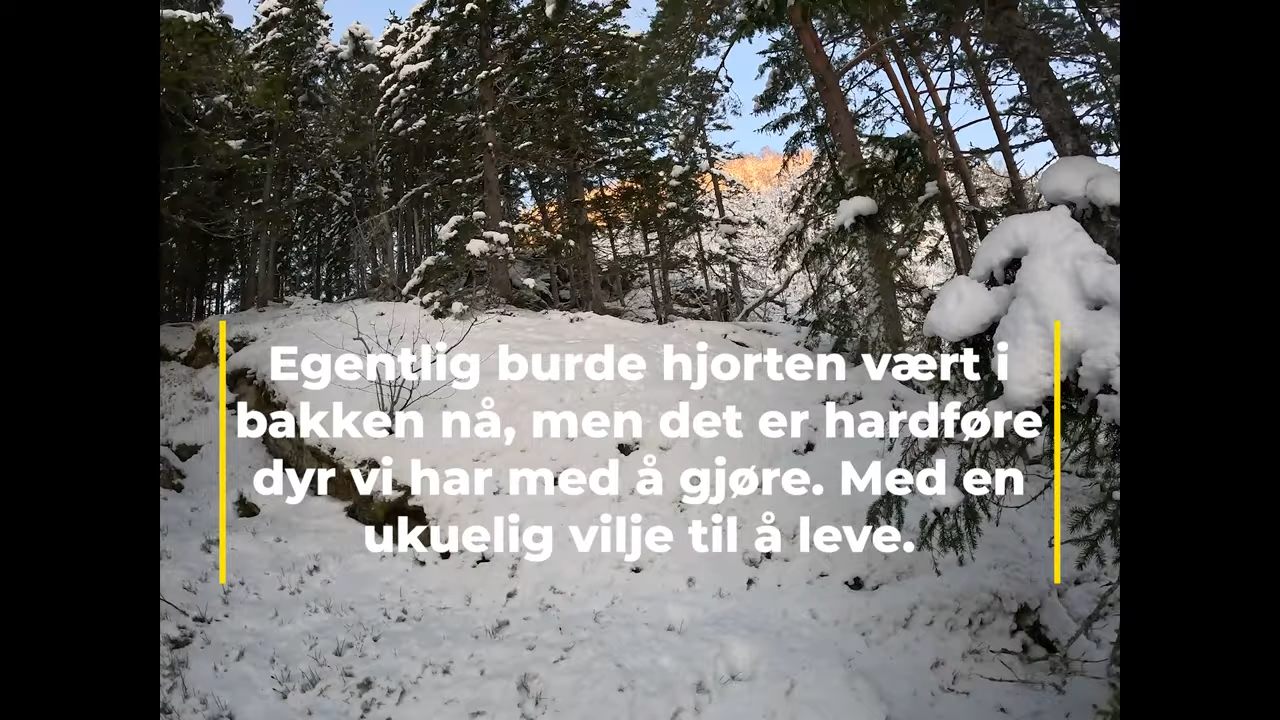 Egentlig burde hjorten vært i
bakken nå, men det er hardføre
dyr vi har med å gjøre. Med en
ukuelig vilje til å leve.